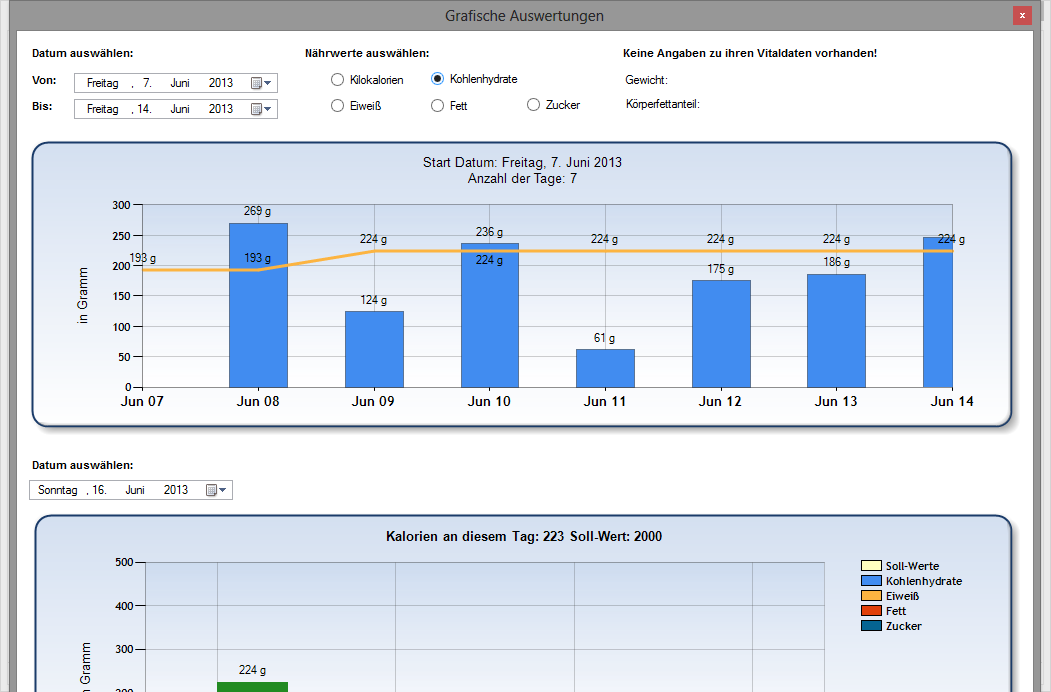 Grafische Auswertungen
x
Datum auswählen:
Nährwerte auswählen:
Keine Angaben zu ihren Vitaldaten vorhanden!
Von: Freitag , 7. Juni 2013
Kilokalorien Kohlenhydrate
Gewicht:
Bis: Freitag , 14. Juni 2013
Eiweiß Fett Zucker
Körperfettanteil:
Start Datum: Freitag, 7. Juni 2013
Anzahl der Tage: 7
in Gramm
300
250
200
150
100
50
0
269 g
236 g
224 g 224 g 224 g 224 g 224 g
193 g 193 g 224 g
186 g
175 g
124 g
61 g
Jun 07 Jun 08 Jun 09 Jun 10 Jun 11 Jun 12 Jun 13 Jun 14
Datum auswählen:
Sonntag , 16. Juni 2013
Kalorien an diesem Tag: 223 Soll-Wert: 2000
500
400
300
200
Gramm
224 g
Soll-Werte
Kohlenhydrate
Eiweiß
Fett
Zucker